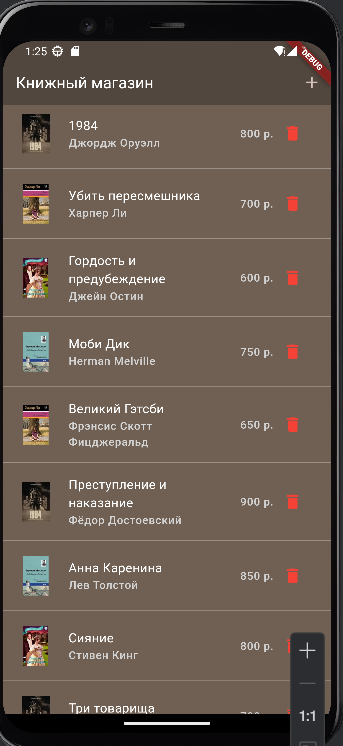 1:25
DEBUG
Книжный магазин
1984
Джордж Оруэлл
800 р.
1984
Убить пересмешника
Харпер Ли
700 р.
Гордость и
предубеждение
Джейн Остин
600 р.
Моби Дик
Herman Melville
750 р.
Великий Гэтсби
Фрэнсис Скотт
Фицджеральд
650 р.
Преступление и
наказание
Фёдор Достоевский
900 р.
1984
Анна Каренина
Лев Толстой
850 р.
Сияние
Стивен Кинг
800 р.
Три товарища
1:1